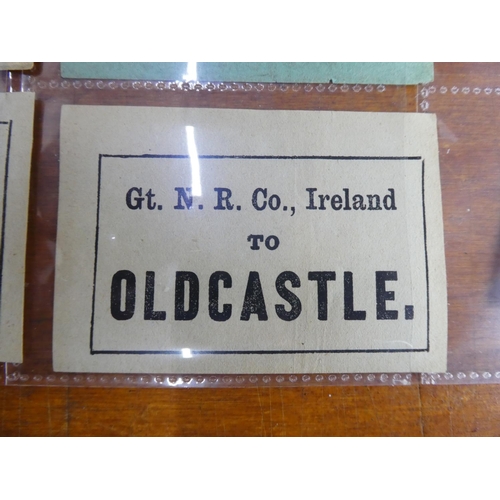 Gt. N. R. Co., Ireland
TO
OLDCASTLE.